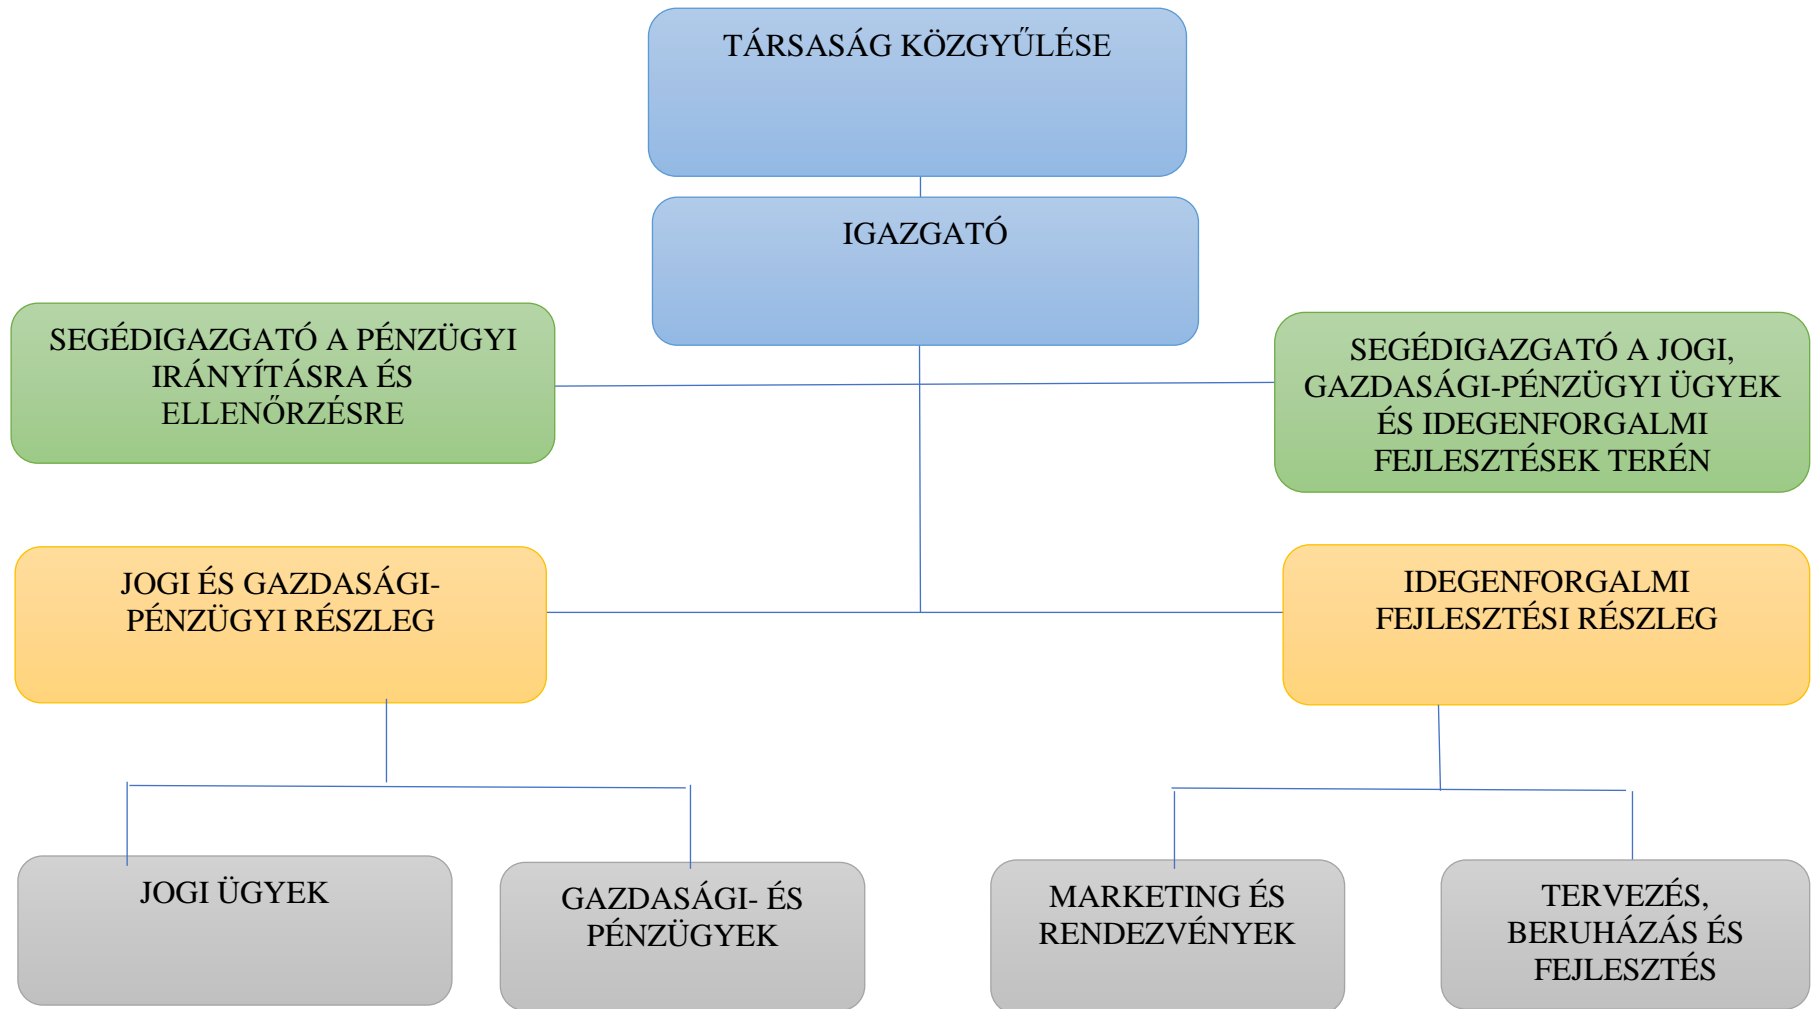 TÁRSASÁG KÖZGYŰLÉSE
IGAZGATÓ
SEGÉDIGAZGATÓ A PÉNZÜGYI
IRÁNYÍTÁSRA ÉS
ELLENŐRZÉSRE
SEGÉDIGAZGATÓ A JOGI,
GAZDASÁGI-PÉNZÜGYI ÜGYEK
ÉS IDEGENFORGALMI
FEJLESZTÉSEK TERÉN
JOGI ÉS GAZDASÁGI-
PÉNZÜGYI RÉSZLEG
IDEGENFORGALMI
FEJLESZTÉSI RÉSZLEG
JOGI ÜGYEK
GAZDASÁGI- ÉS
PÉNZÜGYEK
MARKETING ÉS
RENDEZVÉNYEK
TERVEZÉS,
BERUHÁZÁS ÉS
FEJLESZTÉS